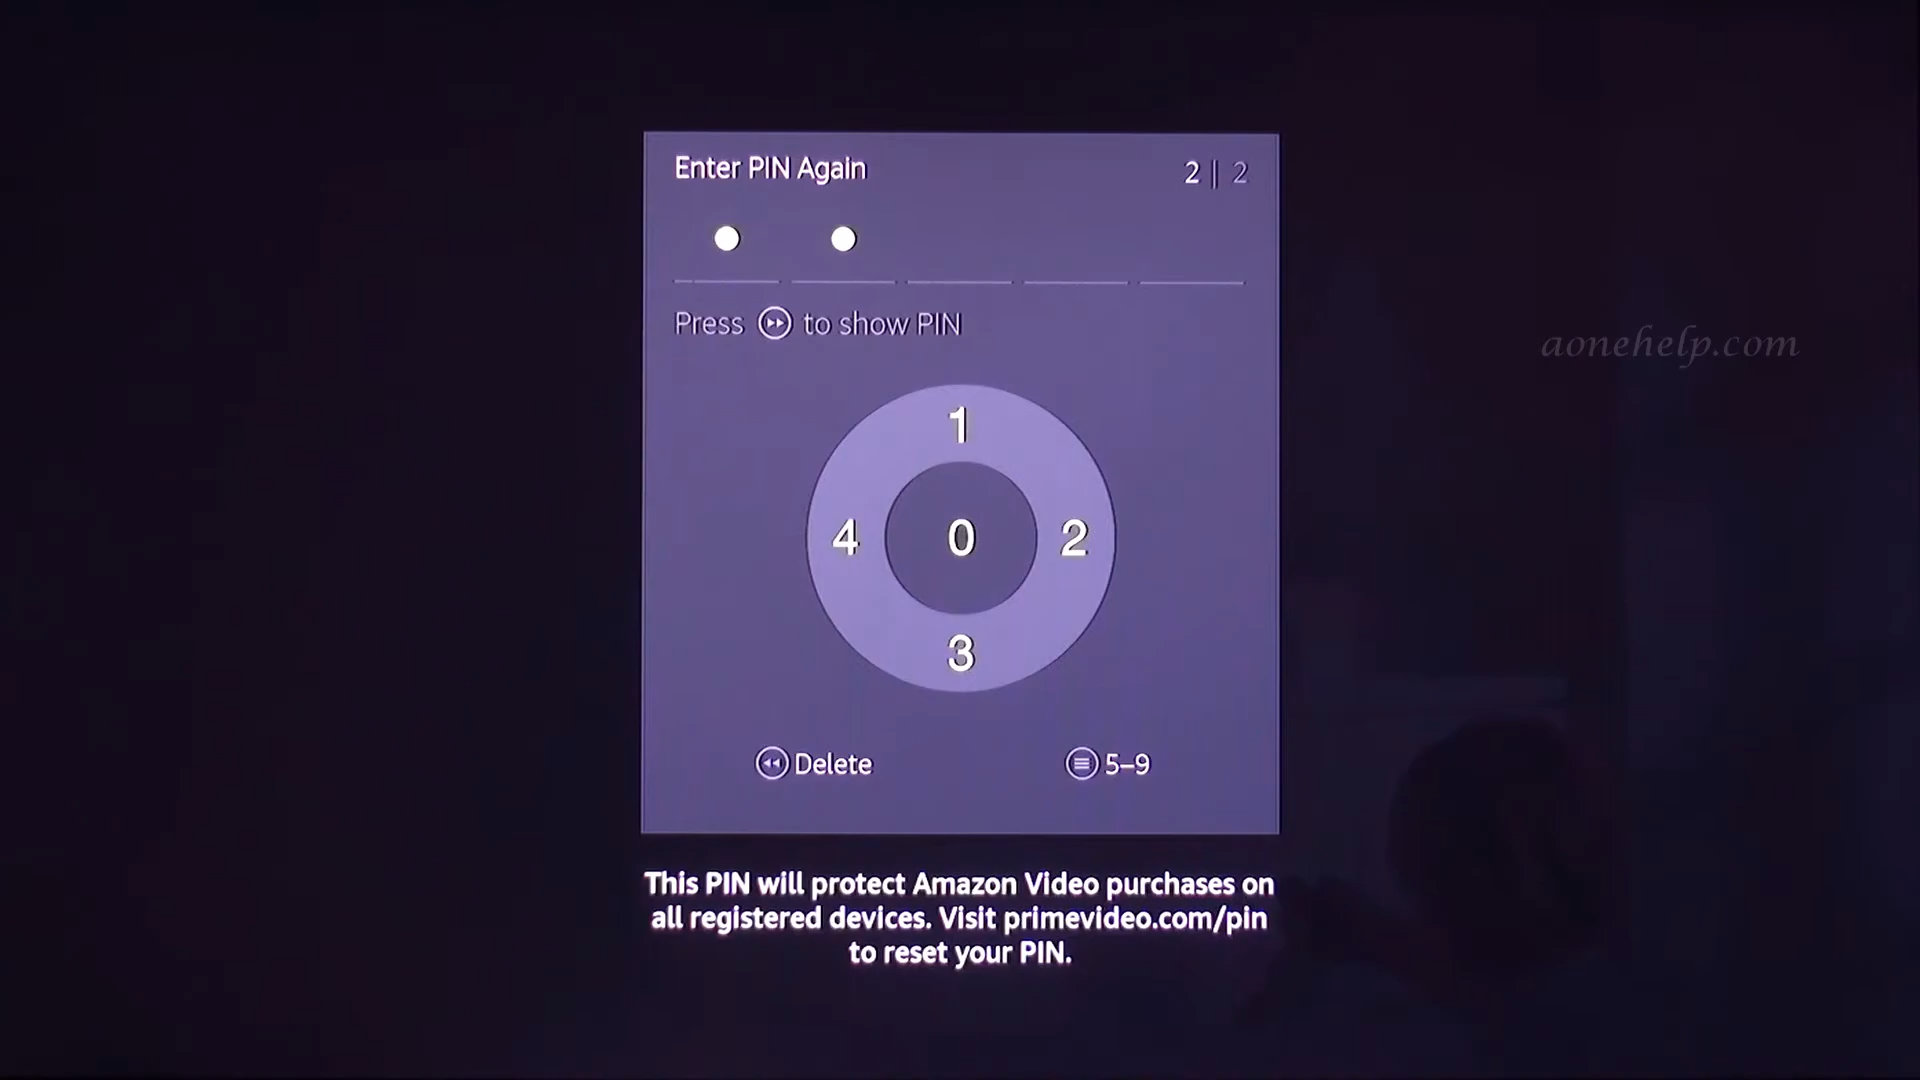 Enter PIN Again
2 || 2
Press to show PIN
aonehelp.com
1
4 0 2
3
Delete
5–9
This PIN will protect Amazon Video purchases on
all registered devices. Visit primevideo.com/pin
to reset your PIN.